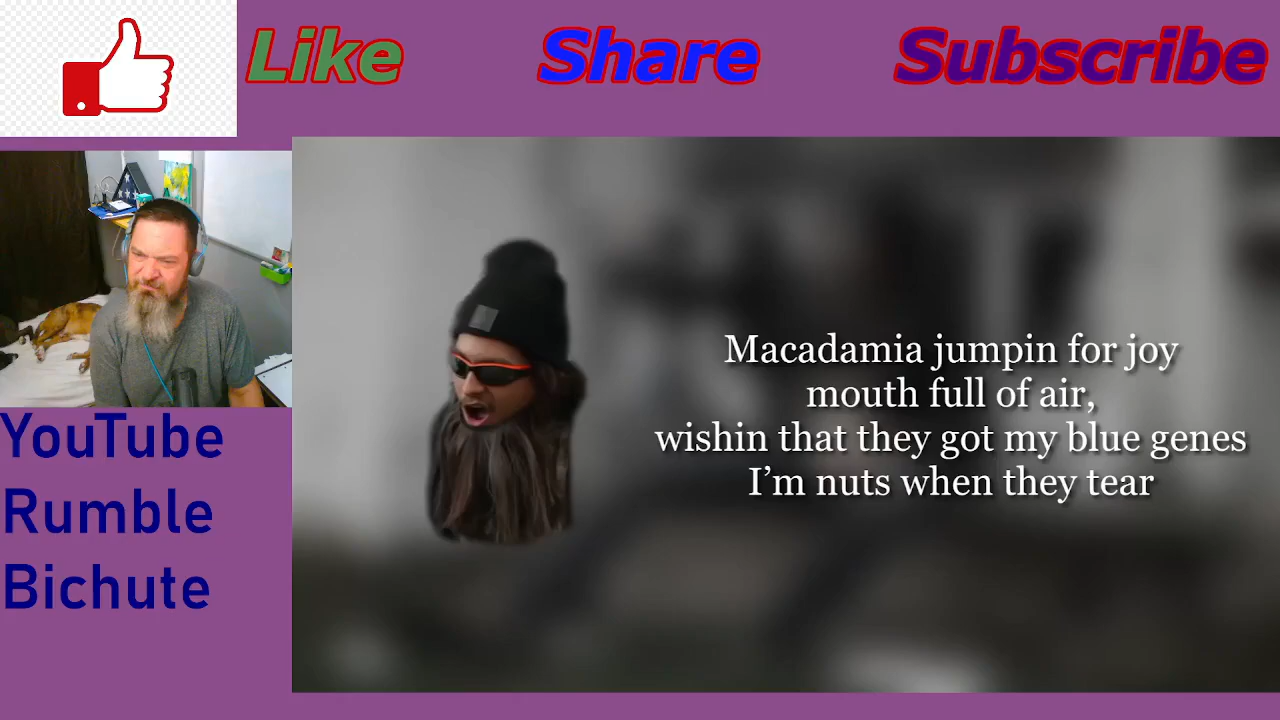 Like Share Subscribe
Macadamia jumpin for joy
mouth full of air,
wishin that they got my blue genes
I'm nuts when they tear
YouTube
Rumble
Bichute